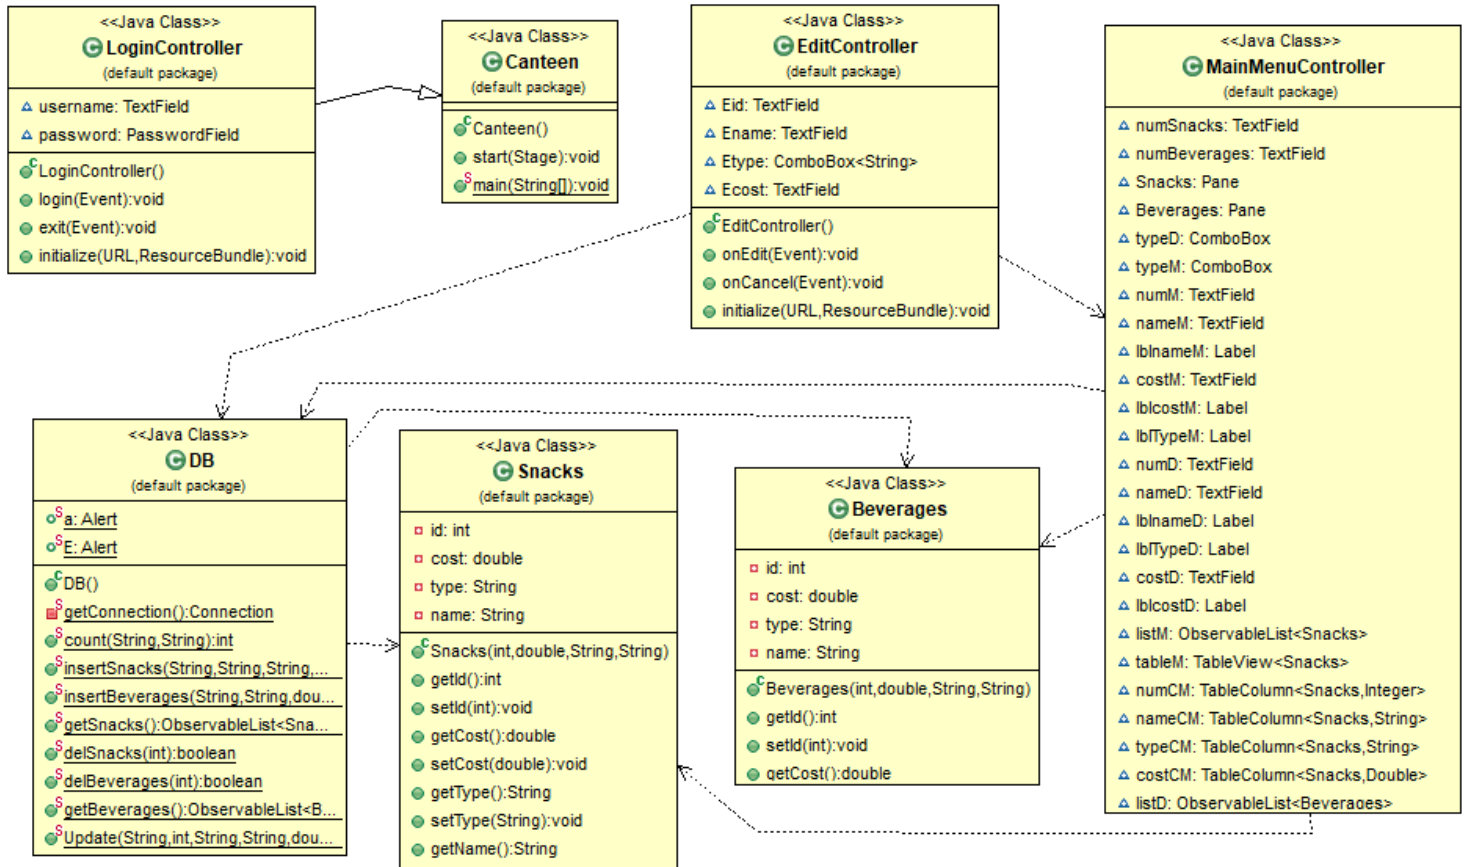 <<Java Class>>
LoginController
(default package)
username: TextField
password: PasswordField
LoginController()
login(Event):void
exit(Event):void
initialize(URL,ResourceBundle):void
<<Java Class>>
Canteen
(default package)
Canteen()
start(Stage):void
main(String[]):void
<<Java Class>>
EditController
(default package)
Eid: TextField
Ename: TextField
Etype: ComboBox<String>
Ecost: TextField
EditController()
onEdit(Event):void
onCancel(Event):void
initialize(URL,ResourceBundle):void
<<Java Class>>
MainMenuController
(default package)
numSnacks: TextField
numBeverages: TextField
Snacks: Pane
Beverages: Pane
typeD: ComboBox
typeM: ComboBox
numM: TextField
nameM: TextField
lblnameM: Label
costM: TextField
lblcostM: Label
lblTypeM: Label
numD: TextField
nameD: TextField
lblnameD: Label
lblTypeD: Label
costD: TextField
lblcostD: Label
listM: ObservableList<Snacks>
tableM: TableView<Snacks>
numCM: TableColumn<Snacks,Integer>
nameCM: TableColumn<Snacks,String>
typeCM: TableColumn<Snacks,String>
costCM: TableColumn<Snacks,Double>
listD: ObservableList<Beverages>
<<Java Class>>
DB
(default package)
a: Alert
E: Alert
DB()
getConnection():Connection
count(String,String):int
insertSnacks(String,String,String,...
insertBeverages(String,String,dou...
getSnacks():ObservableList<Sna...
delSnacks(int):boolean
delBeverages(int):boolean
getBeverages():ObservableList<B...
Update(String,int,String,String,dou...
<<Java Class>>
Snacks
(default package)
id: int
cost: double
type: String
name: String
Snacks(int,double,String,String)
getId():int
setId(int):void
getCost():double
setCost(double):void
getType():String
setType(String):void
getName():String
<<Java Class>>
Beverages
(default package)
id: int
cost: double
type: String
name: String
Beverages(int,double,String,String)
getId():int
setId(int):void
getCost():double